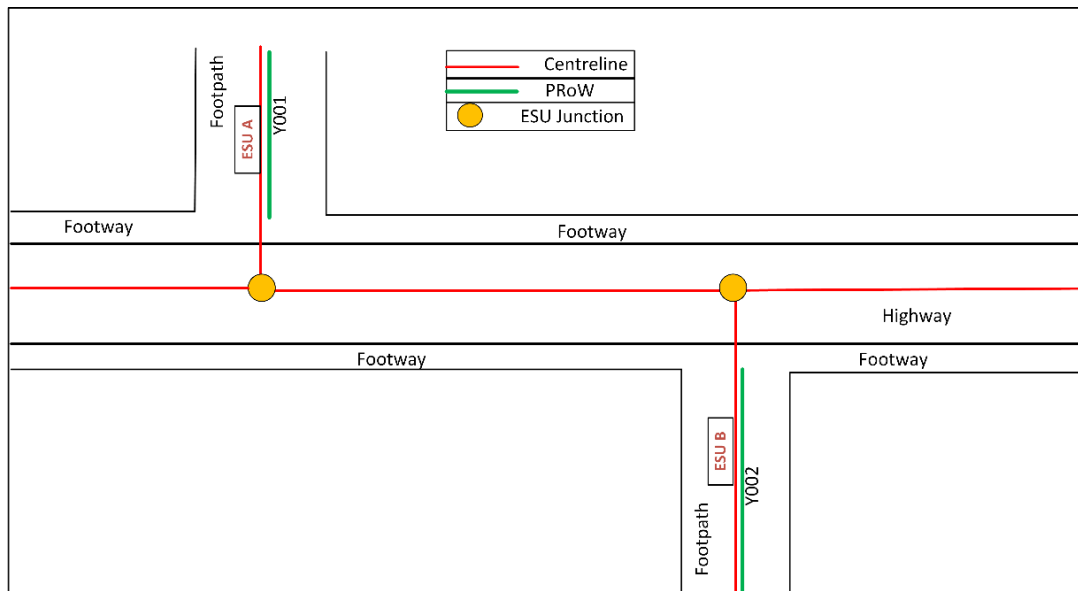 Footpath
ESU A
Y001
Centreline
PRoW
ESU Junction
Footway
Footway
Highway
Footway
Footway
ESU B
Y002
Footpath